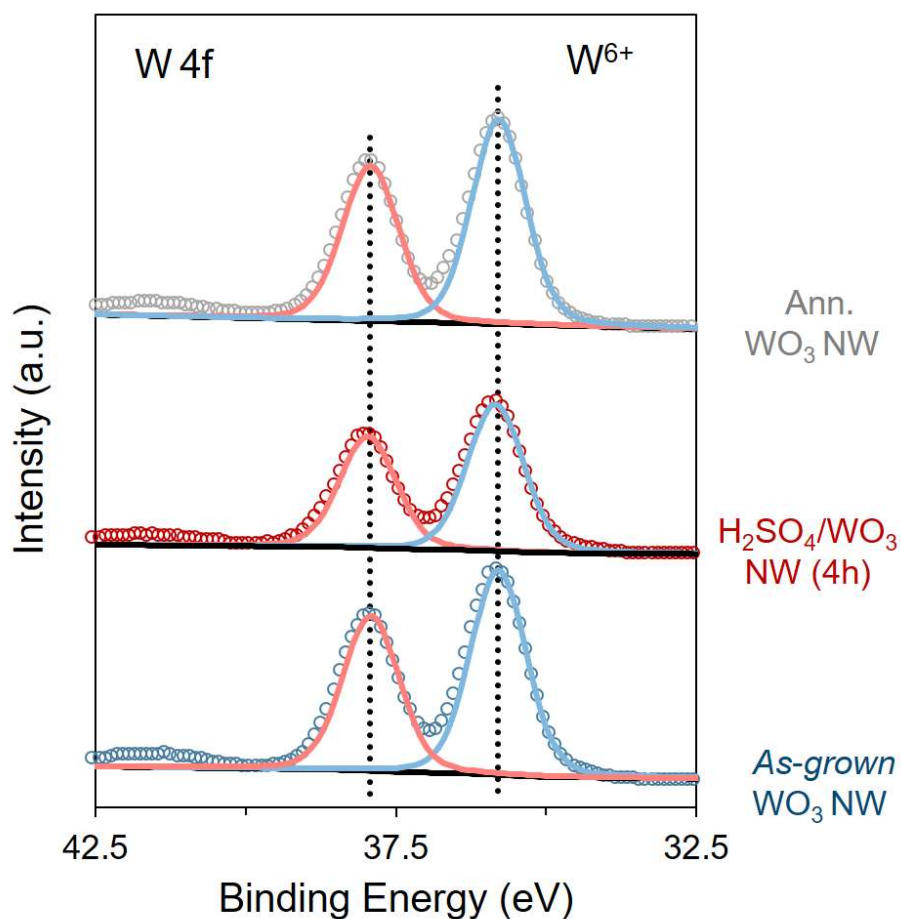 W 4f
W⁶⁺
Intensity (a.u.)
Ann.
WO₃ NW
H₂SO₄/WO₃
NW (4h)
As-grown
WO₃ NW
42.5
37.5
32.5
Binding Energy (eV)